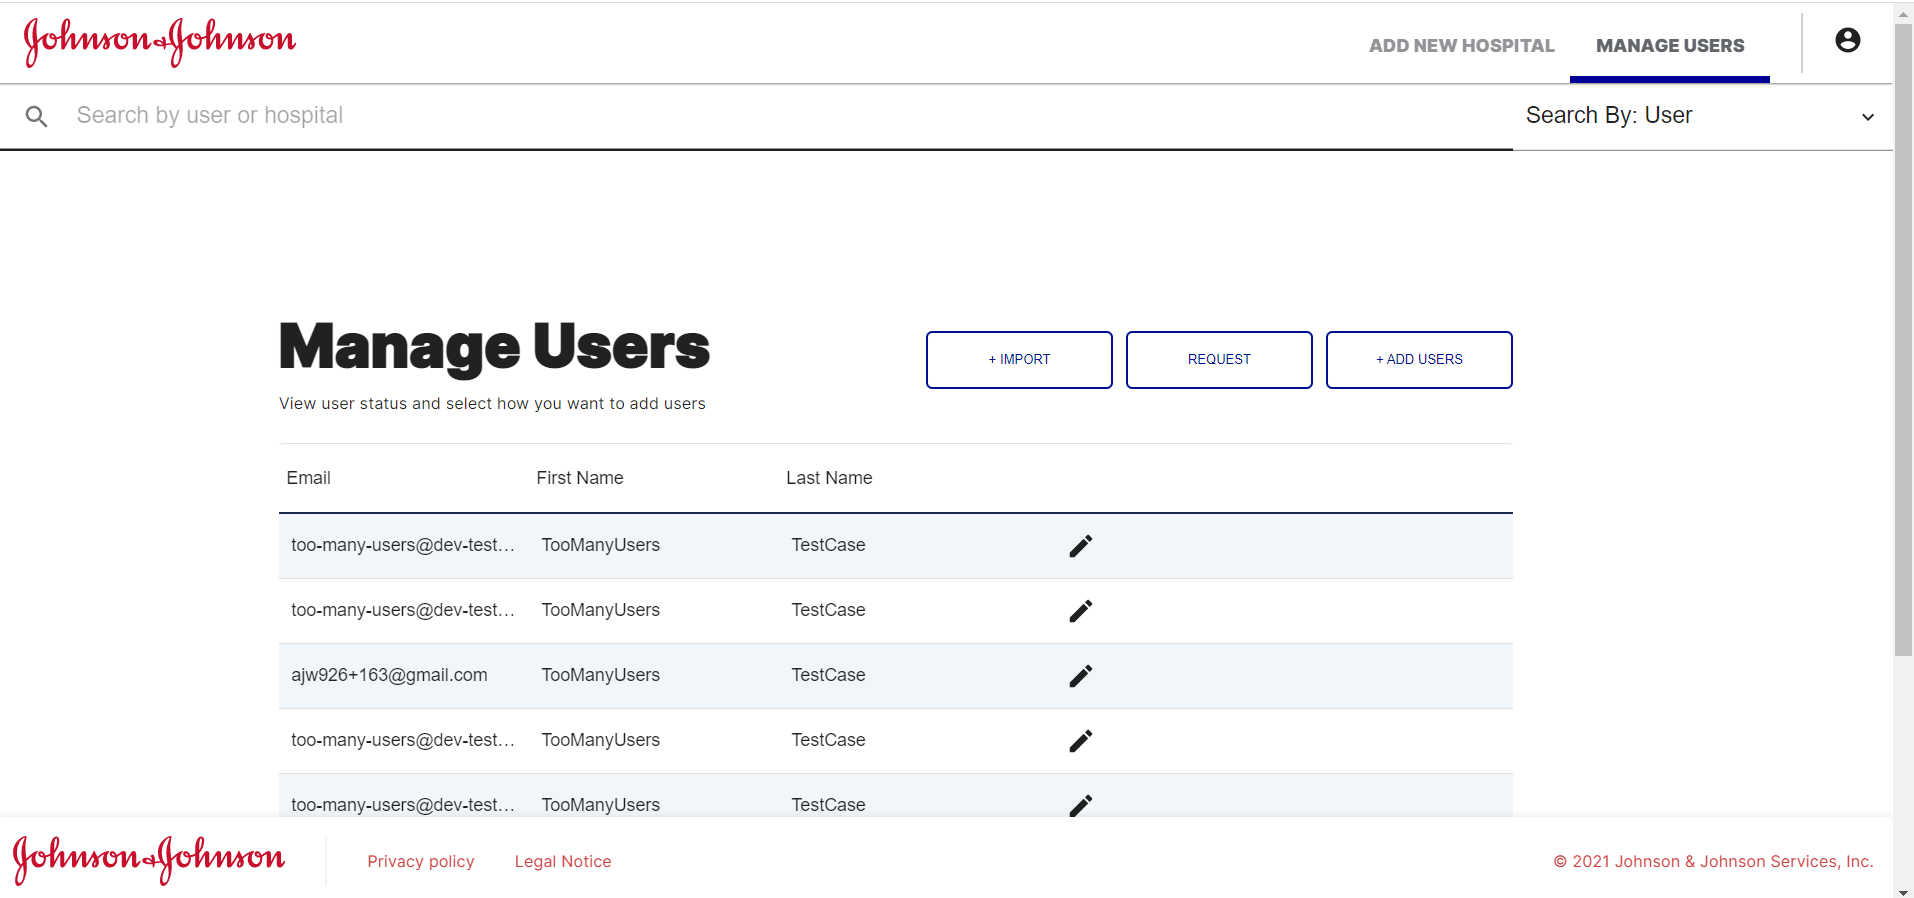 Johnson & Johnson
ADD NEW HOSPITAL MANAGE USERS
Search by user or hospital Search By: User
Manage Users
+ IMPORT REQUEST + ADD USERS
View user status and select how you want to add users
Email First Name Last Name
too-many-users@dev-test... TooManyUsers TestCase
too-many-users@dev-test... TooManyUsers TestCase
ajw926+163@gmail.com TooManyUsers TestCase
too-many-users@dev-test... TooManyUsers TestCase
too-many-users@dev-test... TooManyUsers TestCase
Johnson & Johnson Privacy policy Legal Notice © 2021 Johnson & Johnson Services, Inc.